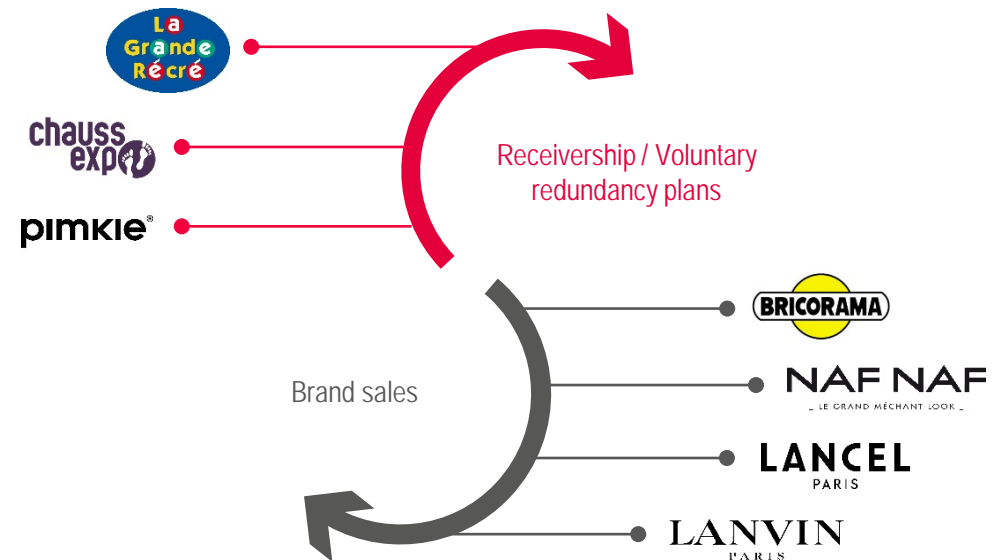 La
Grande
Récré
chauss
expo
pimkie®
Receivership / Voluntary
redundancy plans
BRICORAMA
NAF NAF
_ LE GRAND MÉCHANT LOOK _
Brand sales
LANCEL
PARIS
LANVIN
PARIS